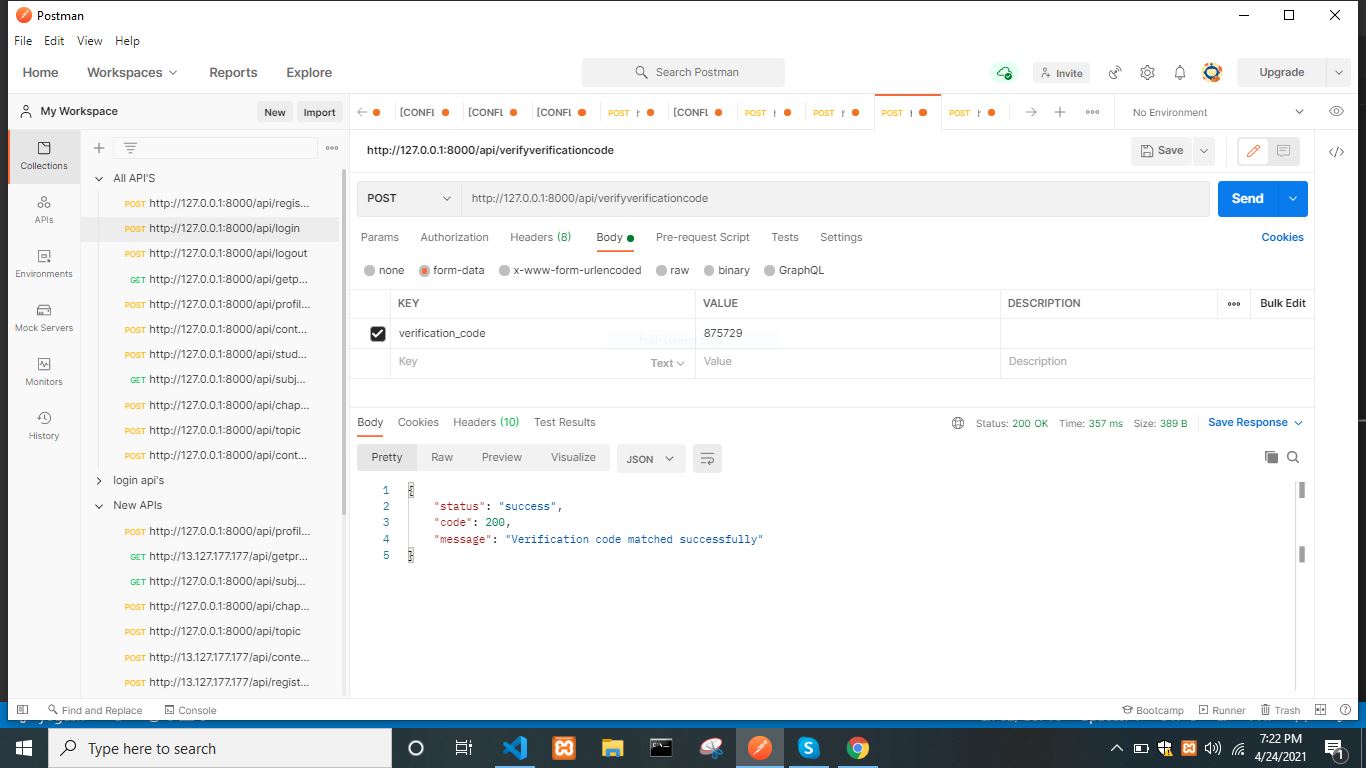 Postman
File Edit View Help
Home Workspaces Reports Explore Search Postman Invite Upgrade
My Workspace New Import
[CONFL [CONFL [CONFL POST [CONFL POST POST POST POST No Environment
Collections
APIs
Environments
Mock Servers
Monitors
History
All API'S
POST http://127.0.0.1:8000/api/regis...
POST http://127.0.0.1:8000/api/login
POST http://127.0.0.1:8000/api/logout
GET http://127.0.0.1:8000/api/getp...
POST http://127.0.0.1:8000/api/profil...
POST http://127.0.0.1:8000/api/cont...
POST http://127.0.0.1:8000/api/stud...
GET http://127.0.0.1:8000/api/subj...
POST http://127.0.0.1:8000/api/chap...
POST http://127.0.0.1:8000/api/topic
POST http://127.0.0.1:8000/api/cont...
login api's
New APIs
POST http://127.0.0.1:8000/api/profil...
GET http://13.127.177.177/api/getpr...
GET http://127.0.0.1:8000/api/subj...
POST http://127.0.0.1:8000/api/chap...
POST http://127.0.0.1:8000/api/topic
POST http://13.127.177.177/api/conte...
POST http://13.127.177.177/api/regist...
http://127.0.0.1:8000/api/verifyverificationcode Save
POST http://127.0.0.1:8000/api/verifyverificationcode Send
Params Authorization Headers (8) Body Pre-request Script Tests Settings Cookies
none form-data x-www-form-urlencoded raw binary GraphQL
KEY VALUE DESCRIPTION Bulk Edit
verification_code 875729
Key Text Value Description
Body Cookies Headers (10) Test Results Status: 200 OK Time: 357 ms Size: 389 B Save Response
Pretty Raw Preview Visualize JSON
1 {
2 "status": "success",
3 "code": 200,
4 "message": "Verification code matched successfully"
5 }
Find and Replace Console Bootcamp Runner Trash
Type here to search
7:22 PM
4/24/2021
1